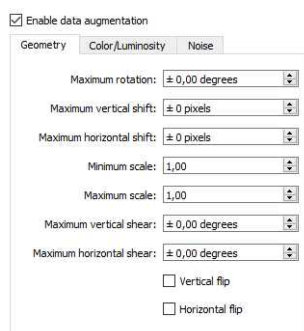 Enable data augmentation
Geometry Color/Luminosity Noise
Maximum rotation: ± 0,00 degrees
Maximum vertical shift: ± 0 pixels
Maximum horizontal shift: ± 0 pixels
Minimum scale: 1,00
Maximum scale: 1,00
Maximum vertical shear: ± 0,00 degrees
Maximum horizontal shear: ± 0,00 degrees
Vertical flip
Horizontal flip